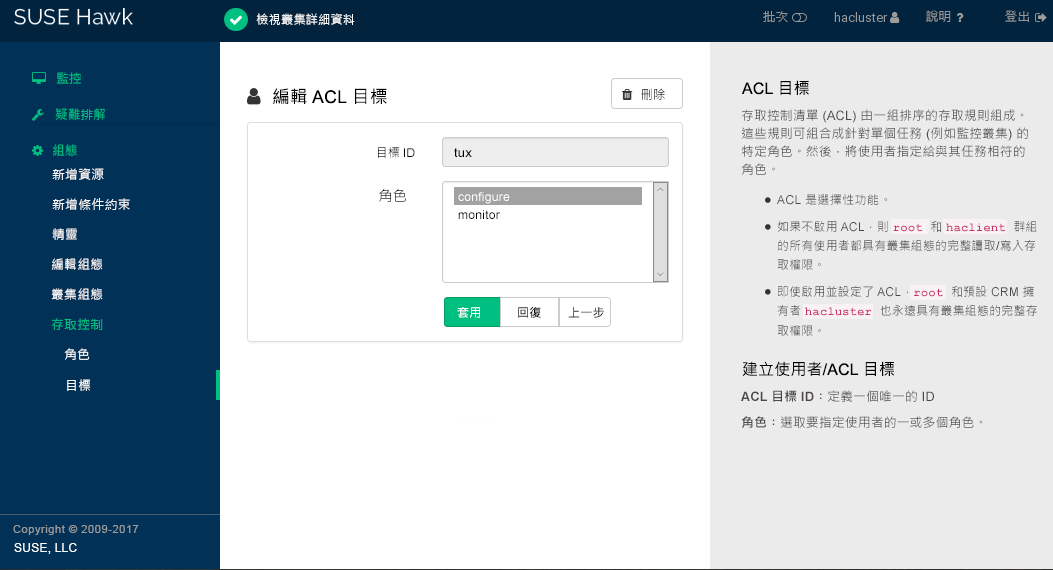 SUSE Hawk
檢視叢集詳細資料
批次
hacluster
說明 ?
登出
監控
疑難排解
組態
新增資源
新增條件約束
精靈
編輯組態
叢集組態
存取控制
角色
目標
Copyright © 2009-2017
SUSE, LLC
編輯 ACL 目標
刪除
目標 ID
tux
角色
configure
monitor
套用
回復
上一步
ACL 目標
存取控制清單 (ACL) 由一組排序的存取規則組成。
這些規則可組合成針對單個任務 (例如監控叢集) 的
特定角色。然後，將使用者指定給與其任務相符的
角色。
• ACL 是選擇性功能。
• 如果不啟用 ACL，則 root 和 haclient 群組
的所有使用者都具有叢集組態的完整讀取/寫入存
取權限。
• 即使啟用並設定了 ACL，root 和預設 CRM 擁
有者 hacluster 也永遠具有叢集組態的完整存
取權限。
建立使用者/ACL 目標
ACL 目標 ID：定義一個唯一的 ID
角色：選取要指定使用者的一或多個角色。